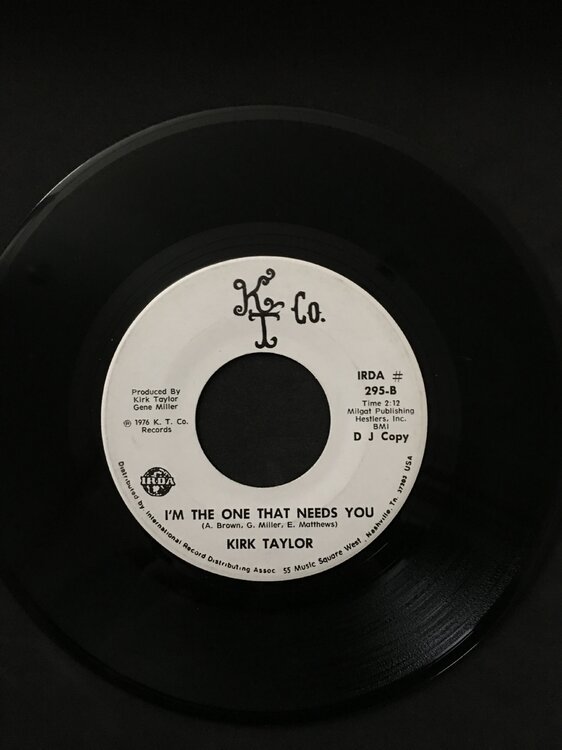 KT Co.
Produced By
Kirk Taylor
Gene Miller
℗ 1976 K. T. Co.
Records
IRDA #
295-B
Time 2:12
Milgat Publishing
Hestlers, Inc.
BMI
D J Copy
IRDA
I'M THE ONE THAT NEEDS YOU
(A. Brown, G. Miller, E. Matthews)
KIRK TAYLOR
Distributed by International Record Distributing Assoc. 55 Music Square West, Nashville, Tn. 37203 USA